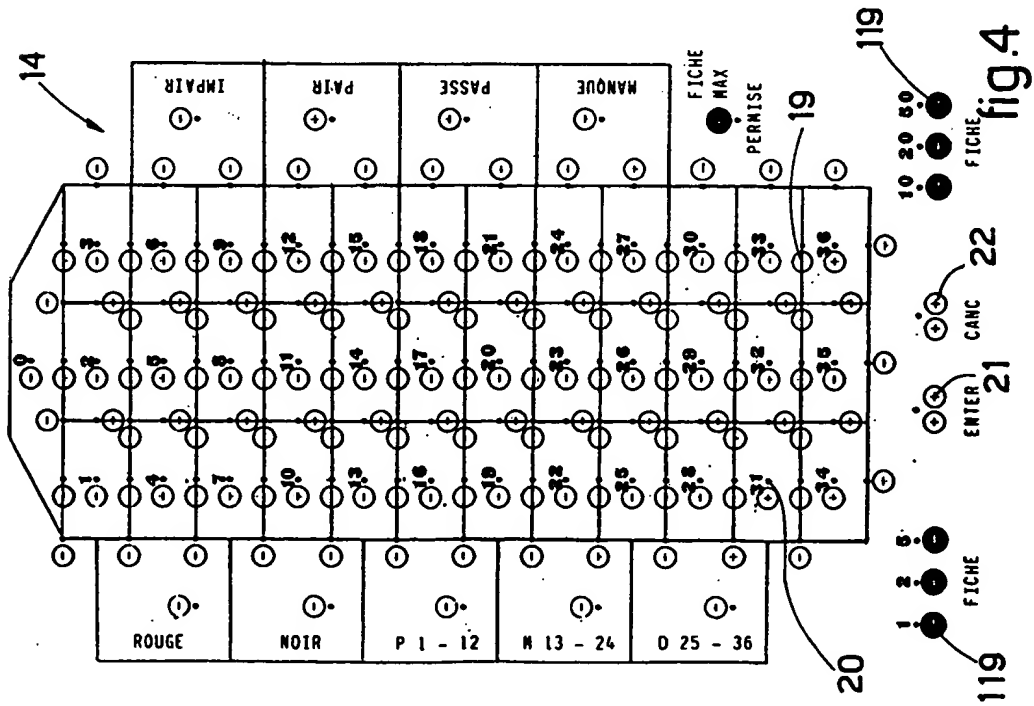 14
0
1 2 3
4 5 6
7 8 9
10 11 12
13 14 15
16 17 18
19 20 21
22 23 24
25 26 27
28 29 30
31 32 33
34 35 36
ROUGE
NOIR
P 1 - 12
M 13 - 24
D 25 - 36
IMPAIR
PAIR
PASSE
MANQUE
FICHE
MAX
PERMISE
19
20
1 2 5
FICHE
119
ENTER
21
CANC
22
10 20 50
FICHE
119
fig.4